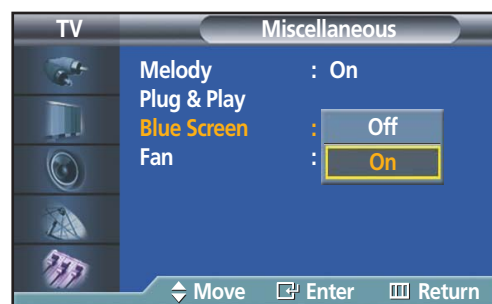 TV Miscellaneous
Melody : On
Plug & Play
Blue Screen : Off
Fan : On
Move Enter Return